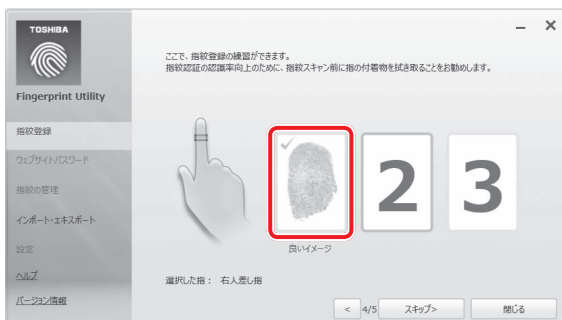 TOSHIBA
Fingerprint Utility
指紋登録
ウェブサイトパスワード
指紋の管理
インポート・エキスポート
設定
ヘルプ
バージョン情報
ここで、指紋登録の練習ができます。
指紋認証の認識率向上のために、指紋スキャン前に指の付着物を拭き取ることをお勧めします。
2
3
良いイメージ
選択した指： 右人差し指
< 4/5 スキップ> 閉じる